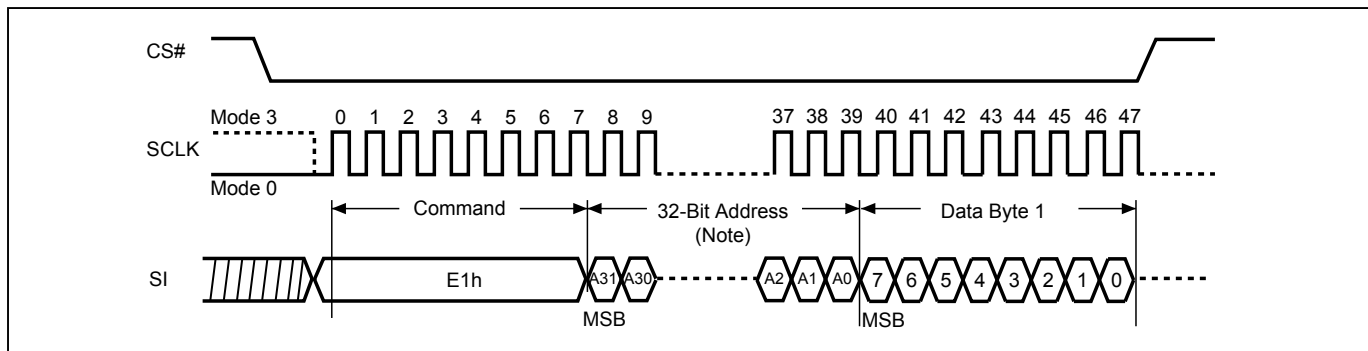 CS#
Mode 3
0 1 2 3 4 5 6 7 8 9 37 38 39 40 41 42 43 44 45 46 47
SCLK
Mode 0
Command 32-Bit Address Data Byte 1
(Note)
SI E1h A31 A30 A2 A1 A0 7 6 5 4 3 2 1 0
MSB MSB